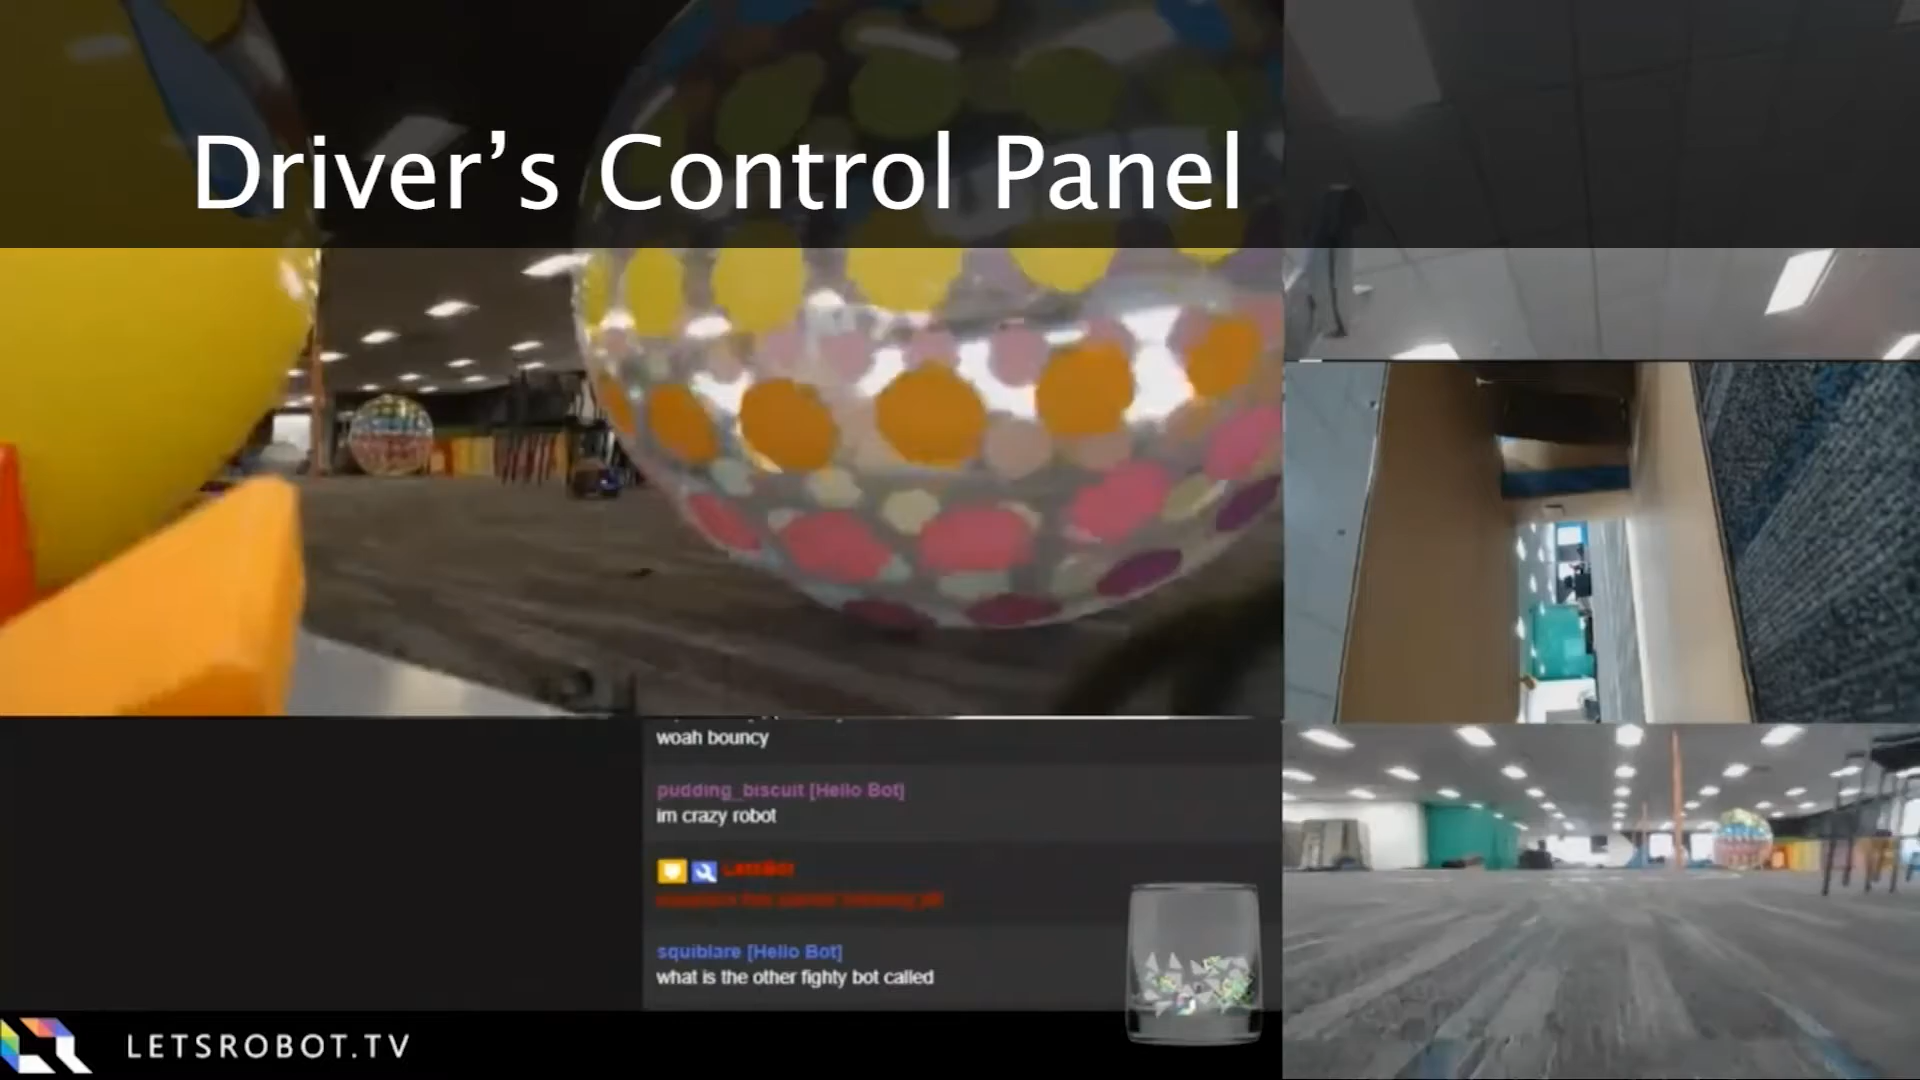 Driver’s Control Panel
woah bouncy
pudding_biscuit [Hello Bot]
im crazy robot
squiblare [Hello Bot]
what is the other fighty bot called
LETSROBOT.TV